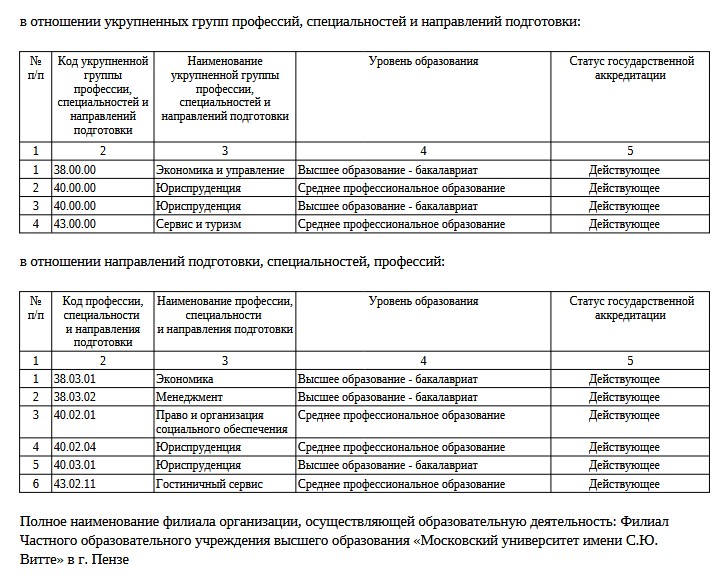 в отношении укрупненных групп профессий, специальностей и направлений подготовки:
№ п/п | Код укрупненной группы профессии, специальностей и направлений подготовки | Наименование укрупненной группы профессии, специальностей и направлений подготовки | Уровень образования | Статус государственной аккредитации
1 | 2 | 3 | 4 | 5
1 | 38.00.00 | Экономика и управление | Высшее образование - бакалавриат | Действующее
2 | 40.00.00 | Юриспруденция | Среднее профессиональное образование | Действующее
3 | 40.00.00 | Юриспруденция | Высшее образование - бакалавриат | Действующее
4 | 43.00.00 | Сервис и туризм | Среднее профессиональное образование | Действующее
в отношении направлений подготовки, специальностей, профессий:
№ п/п | Код профессии, специальности и направления подготовки | Наименование профессии, специальности и направления подготовки | Уровень образования | Статус государственной аккредитации
1 | 2 | 3 | 4 | 5
1 | 38.03.01 | Экономика | Высшее образование - бакалавриат | Действующее
2 | 38.03.02 | Менеджмент | Высшее образование - бакалавриат | Действующее
3 | 40.02.01 | Право и организация социального обеспечения | Среднее профессиональное образование | Действующее
4 | 40.02.04 | Юриспруденция | Среднее профессиональное образование | Действующее
5 | 40.03.01 | Юриспруденция | Высшее образование - бакалавриат | Действующее
6 | 43.02.11 | Гостиничный сервис | Среднее профессиональное образование | Действующее
Полное наименование филиала организации, осуществляющей образовательную деятельность: Филиал
Частного образовательного учреждения высшего образования «Московский университет имени С.Ю.
Витте» в г. Пензе